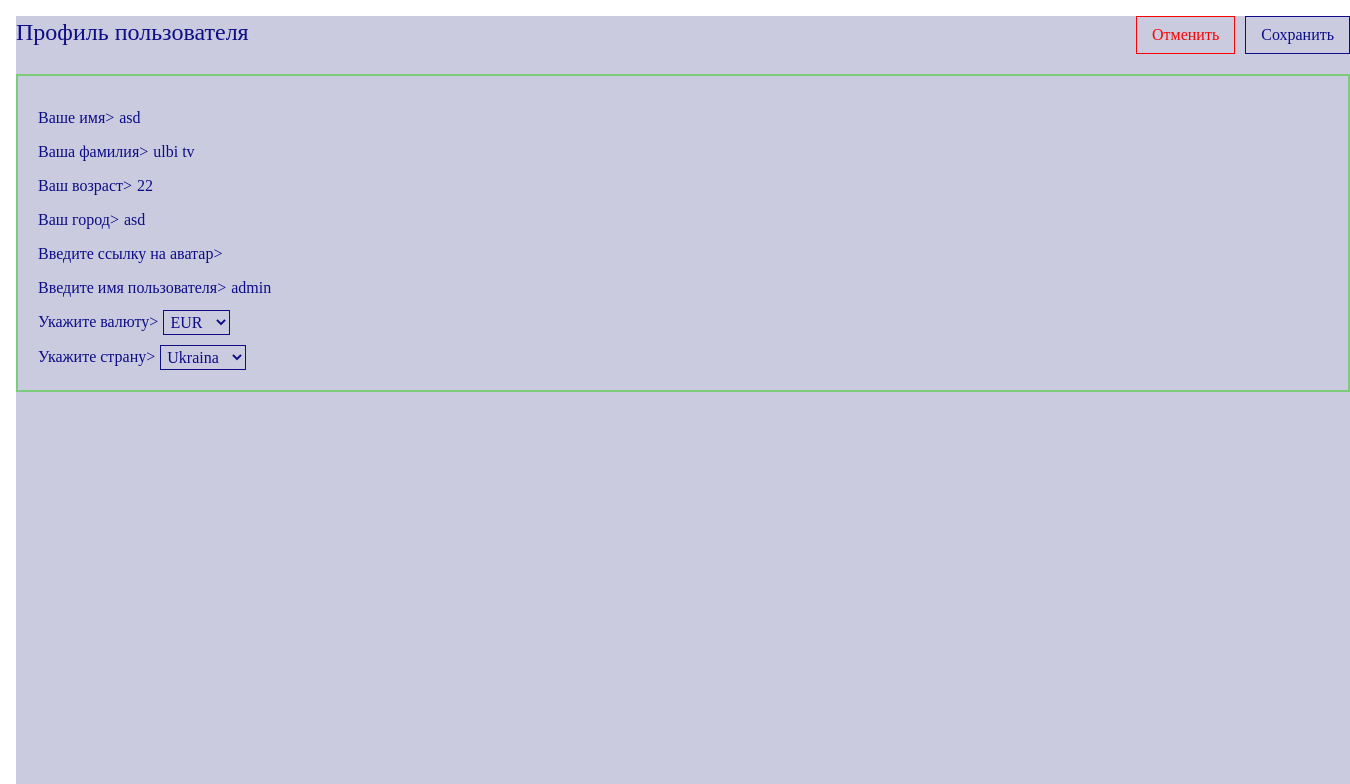 Профиль пользователя
Отменить
Сохранить
Ваше имя> asd
Ваша фамилия> ulbi tv
Ваш возраст> 22
Ваш город> asd
Введите ссылку на аватар>
Введите имя пользователя> admin
Укажите валюту> EUR
Укажите страну> Ukraina